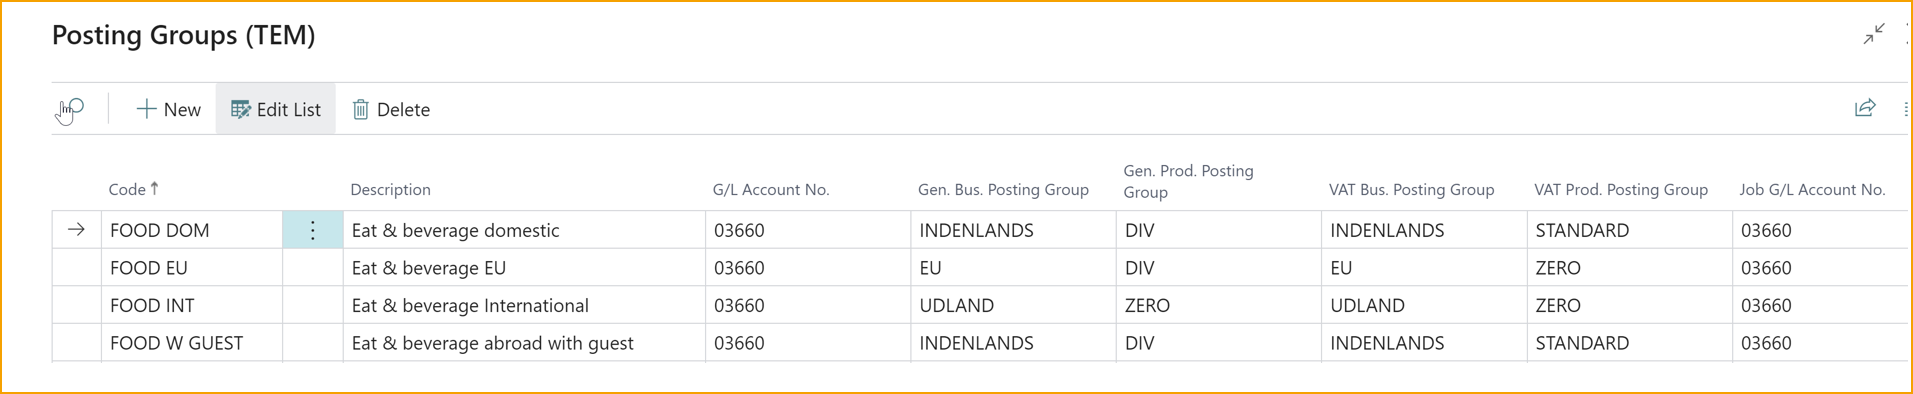 Posting Groups (TEM)
New Edit List Delete
Code Description G/L Account No. Gen. Bus. Posting Group Gen. Prod. Posting Group VAT Bus. Posting Group VAT Prod. Posting Group Job G/L Account No.
FOOD DOM Eat & beverage domestic 03660 INDENLANDS DIV INDENLANDS STANDARD 03660
FOOD EU Eat & beverage EU 03660 EU DIV EU ZERO 03660
FOOD INT Eat & beverage International 03660 UDLAND ZERO UDLAND ZERO 03660
FOOD W GUEST Eat & beverage abroad with guest 03660 INDENLANDS DIV INDENLANDS STANDARD 03660